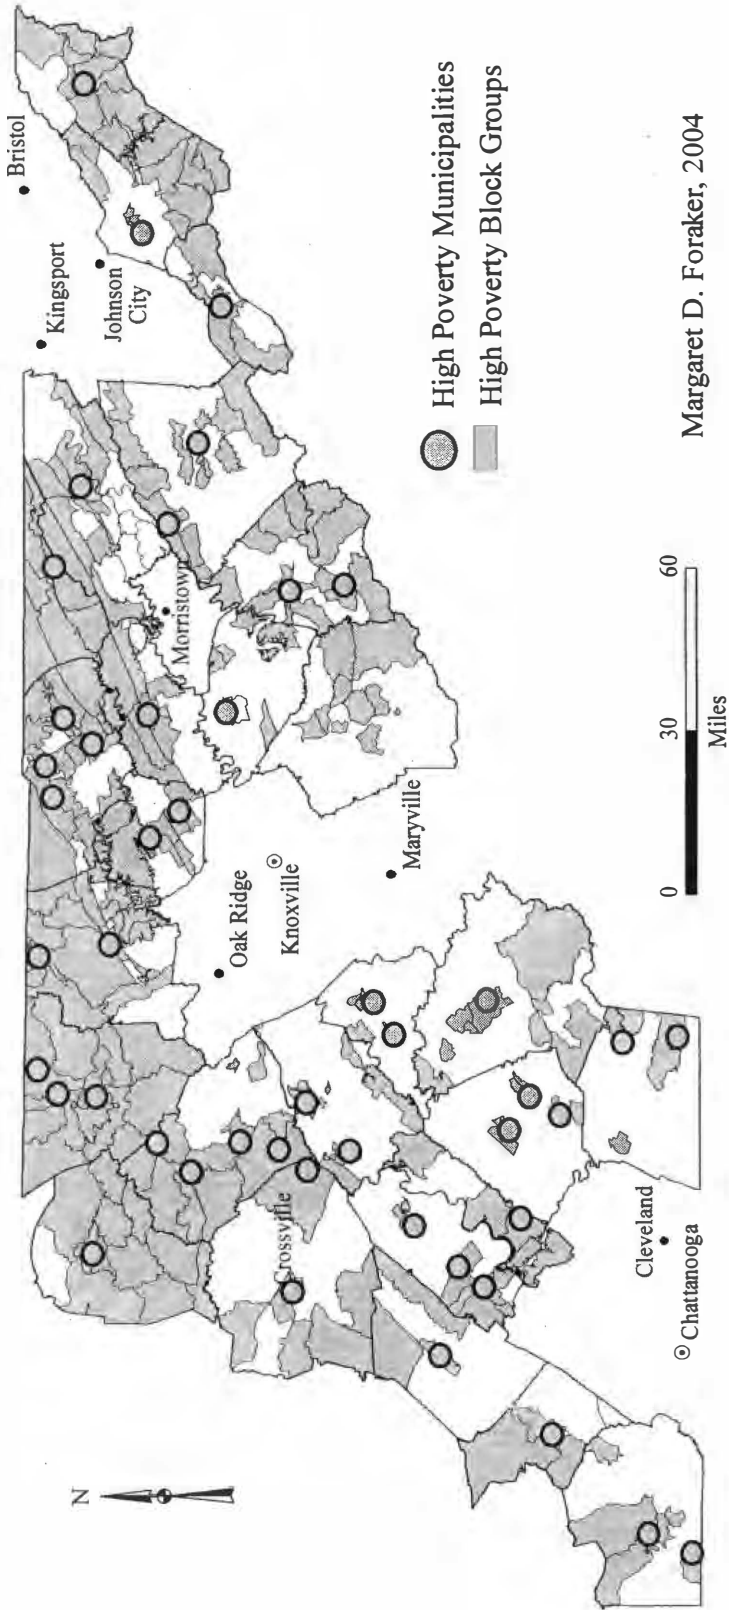 Bristol
Kingsport
Johnson
City
Morristown
Oak Ridge
Knoxville
Maryville
Crossville
Cleveland
Chattanooga
N
High Poverty Municipalities
High Poverty Block Groups
0 30 60
Miles
Margaret D. Foraker, 2004